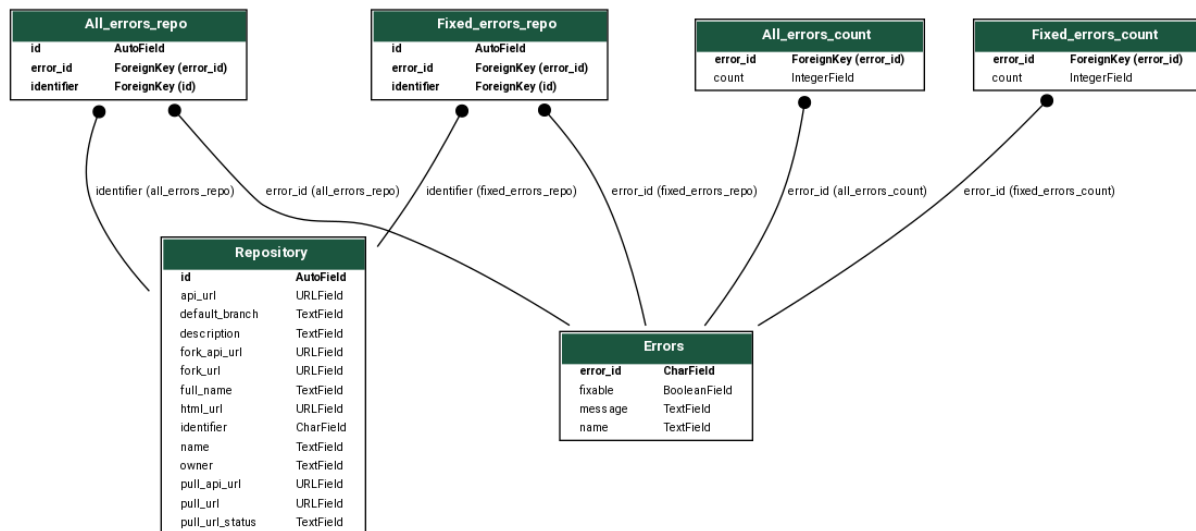 All_errors_repo
id AutoField
error_id ForeignKey (error_id)
identifier ForeignKey (id)
Fixed_errors_repo
id AutoField
error_id ForeignKey (error_id)
identifier ForeignKey (id)
All_errors_count
error_id ForeignKey (error_id)
count IntegerField
Fixed_errors_count
error_id ForeignKey (error_id)
count IntegerField
identifier (all_errors_repo)
error_id (all_errors_repo)
identifier (fixed_errors_repo)
error_id (fixed_errors_repo)
error_id (all_errors_count)
error_id (fixed_errors_count)
Repository
id AutoField
api_url URLField
default_branch TextField
description TextField
fork_api_url URLField
fork_url URLField
full_name TextField
html_url URLField
identifier CharField
name TextField
owner TextField
pull_api_url URLField
pull_url URLField
pull_url_status TextField
Errors
error_id CharField
fixable BooleanField
message TextField
name TextField